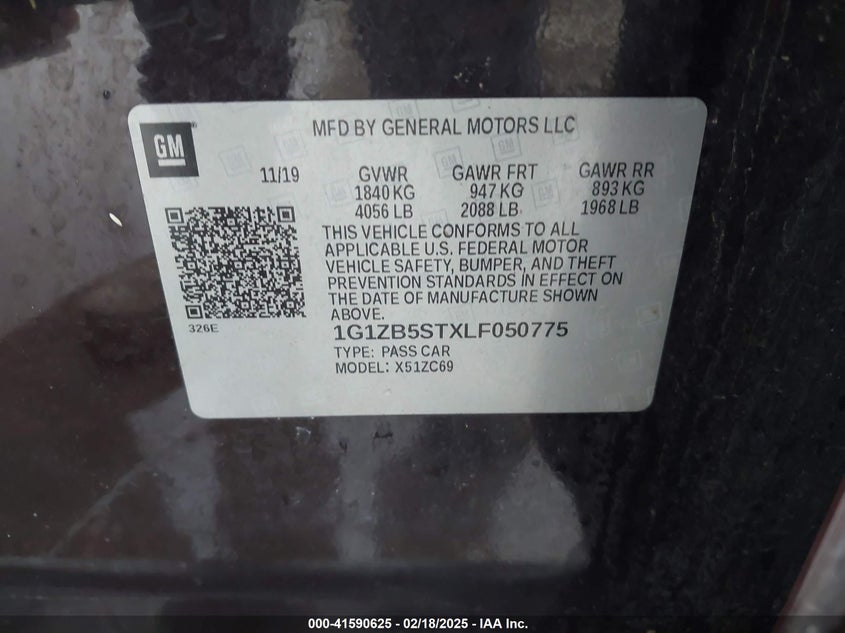 GM
MFD BY GENERAL MOTORS LLC
11/19 GVWR GAWR FRT GAWR RR
1840 KG 947 KG 893 KG
4056 LB 2088 LB 1968 LB
THIS VEHICLE CONFORMS TO ALL
APPLICABLE U.S. FEDERAL MOTOR
VEHICLE SAFETY, BUMPER, AND THEFT
PREVENTION STANDARDS IN EFFECT ON
THE DATE OF MANUFACTURE SHOWN
ABOVE.
326E
1G1ZB5STXLF050775
TYPE: PASS CAR
MODEL: X51ZC69
000-41590625 - 02/18/2025 - IAA Inc.